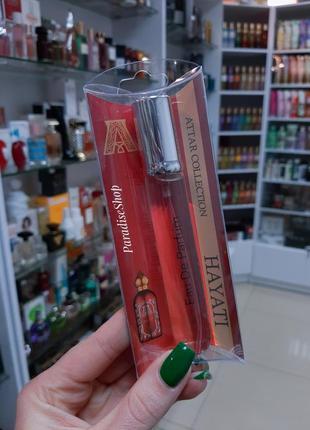 ParadiseShop
Eau De Parfum
ATTAR COLLECTION
HAYATI